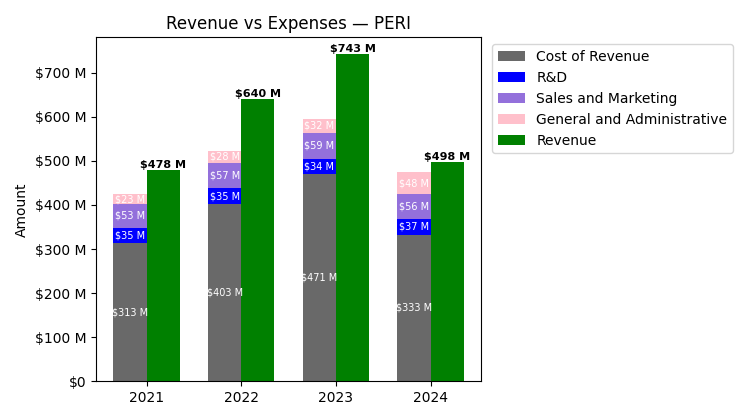 Revenue vs Expenses — PERI
Amount
$700 M
$600 M
$500 M
$400 M
$300 M
$200 M
$100 M
$0
$478 M
$23 M
$53 M
$35 M
$313 M
$640 M
$28 M
$57 M
$35 M
$403 M
$743 M
$32 M
$59 M
$34 M
$471 M
$498 M
$48 M
$56 M
$37 M
$333 M
2021
2022
2023
2024
Cost of Revenue
R&D
Sales and Marketing
General and Administrative
Revenue